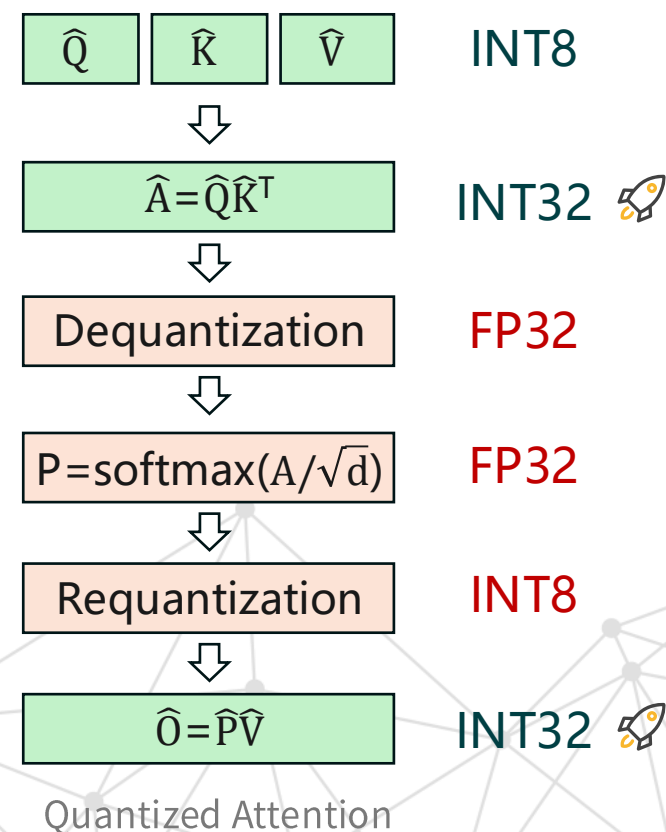 Q̂ K̂ V̂ INT8
Â=Q̂K̂ᵀ INT32
Dequantization FP32
P=softmax(A/√d) FP32
Requantization INT8
Ô=P̂V̂ INT32
Quantized Attention